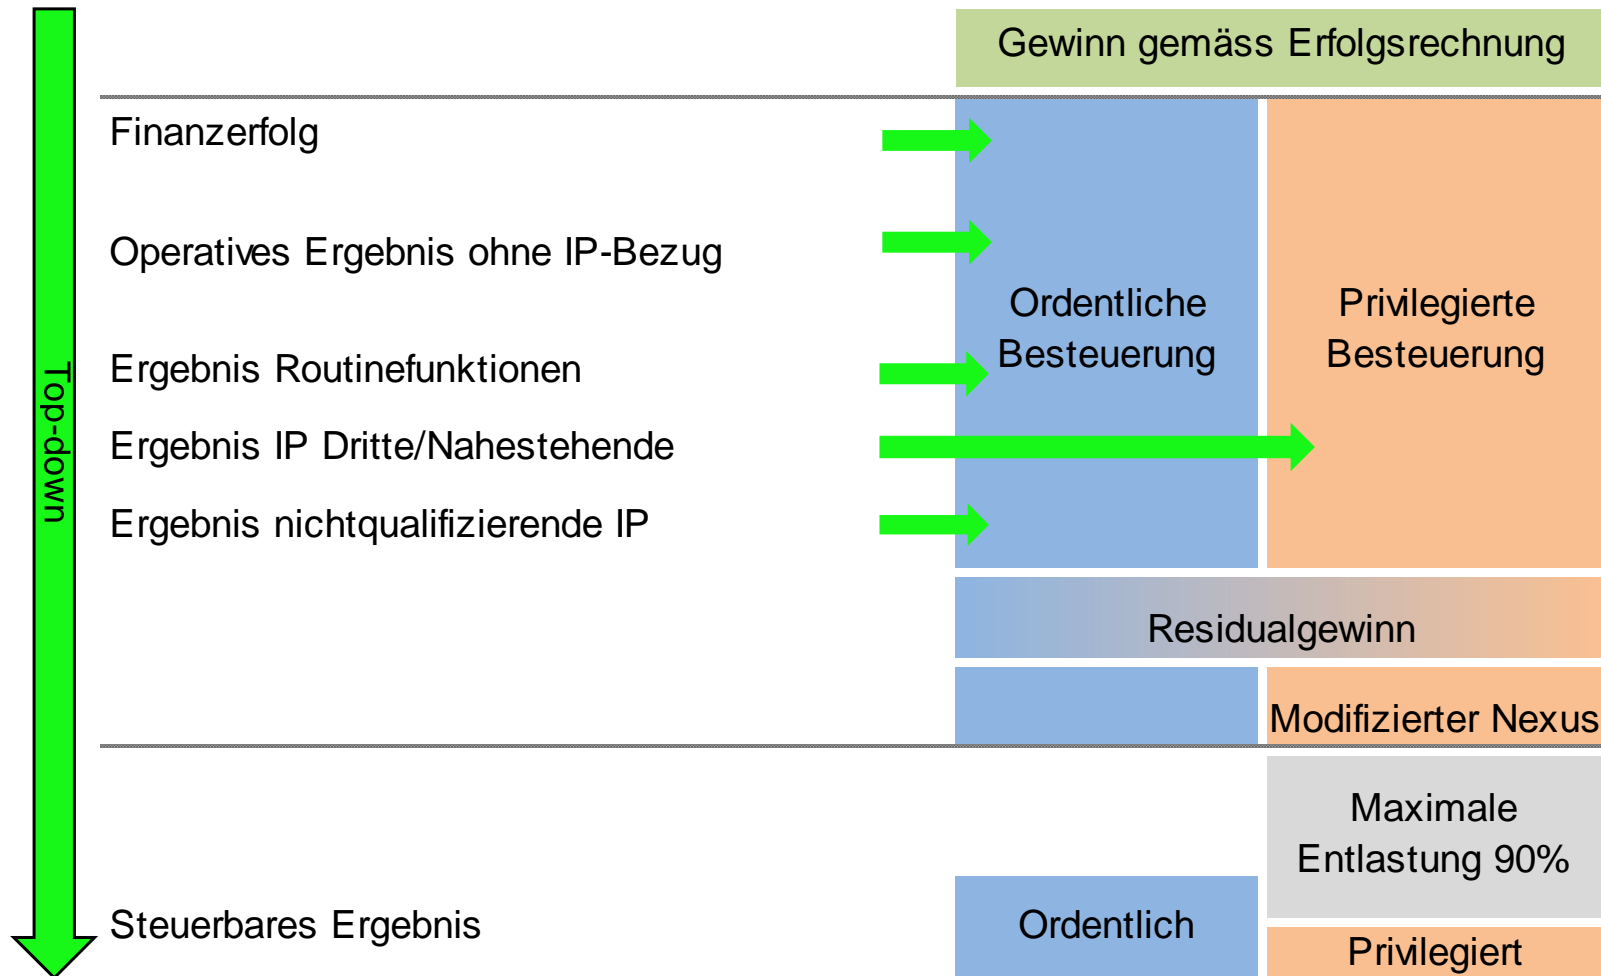 Gewinn gemäss Erfolgsrechnung
Top-down
Finanzerfolg
Operatives Ergebnis ohne IP-Bezug
Ordentliche
Besteuerung
Privilegierte
Besteuerung
Ergebnis Routinefunktionen
Ergebnis IP Dritte/Nahestehende
Ergebnis nichtqualifizierende IP
Residualgewinn
Modifizierter Nexus
Maximale
Entlastung 90%
Steuerbares Ergebnis
Ordentlich
Privilegiert